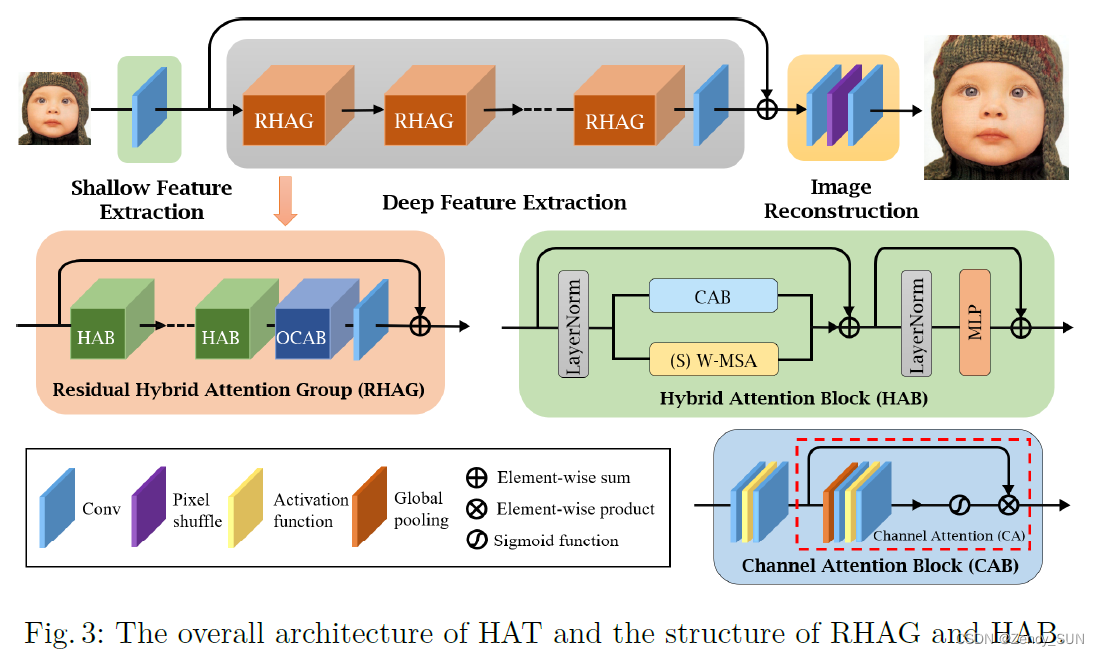 RHAG
RHAG
RHAG
Shallow Feature
Extraction
Deep Feature Extraction
Image
Reconstruction
HAB
HAB
OCAB
Residual Hybrid Attention Group (RHAG)
LayerNorm
CAB
(S) W-MSA
LayerNorm
MLP
Hybrid Attention Block (HAB)
Conv
Pixel
shuffle
Activation
function
Global
pooling
Element-wise sum
Element-wise product
Sigmoid function
Channel Attention (CA)
Channel Attention Block (CAB)
Fig. 3: The overall architecture of HAT and the structure of RHAG and HAB.
CSDN @Zency_SUN